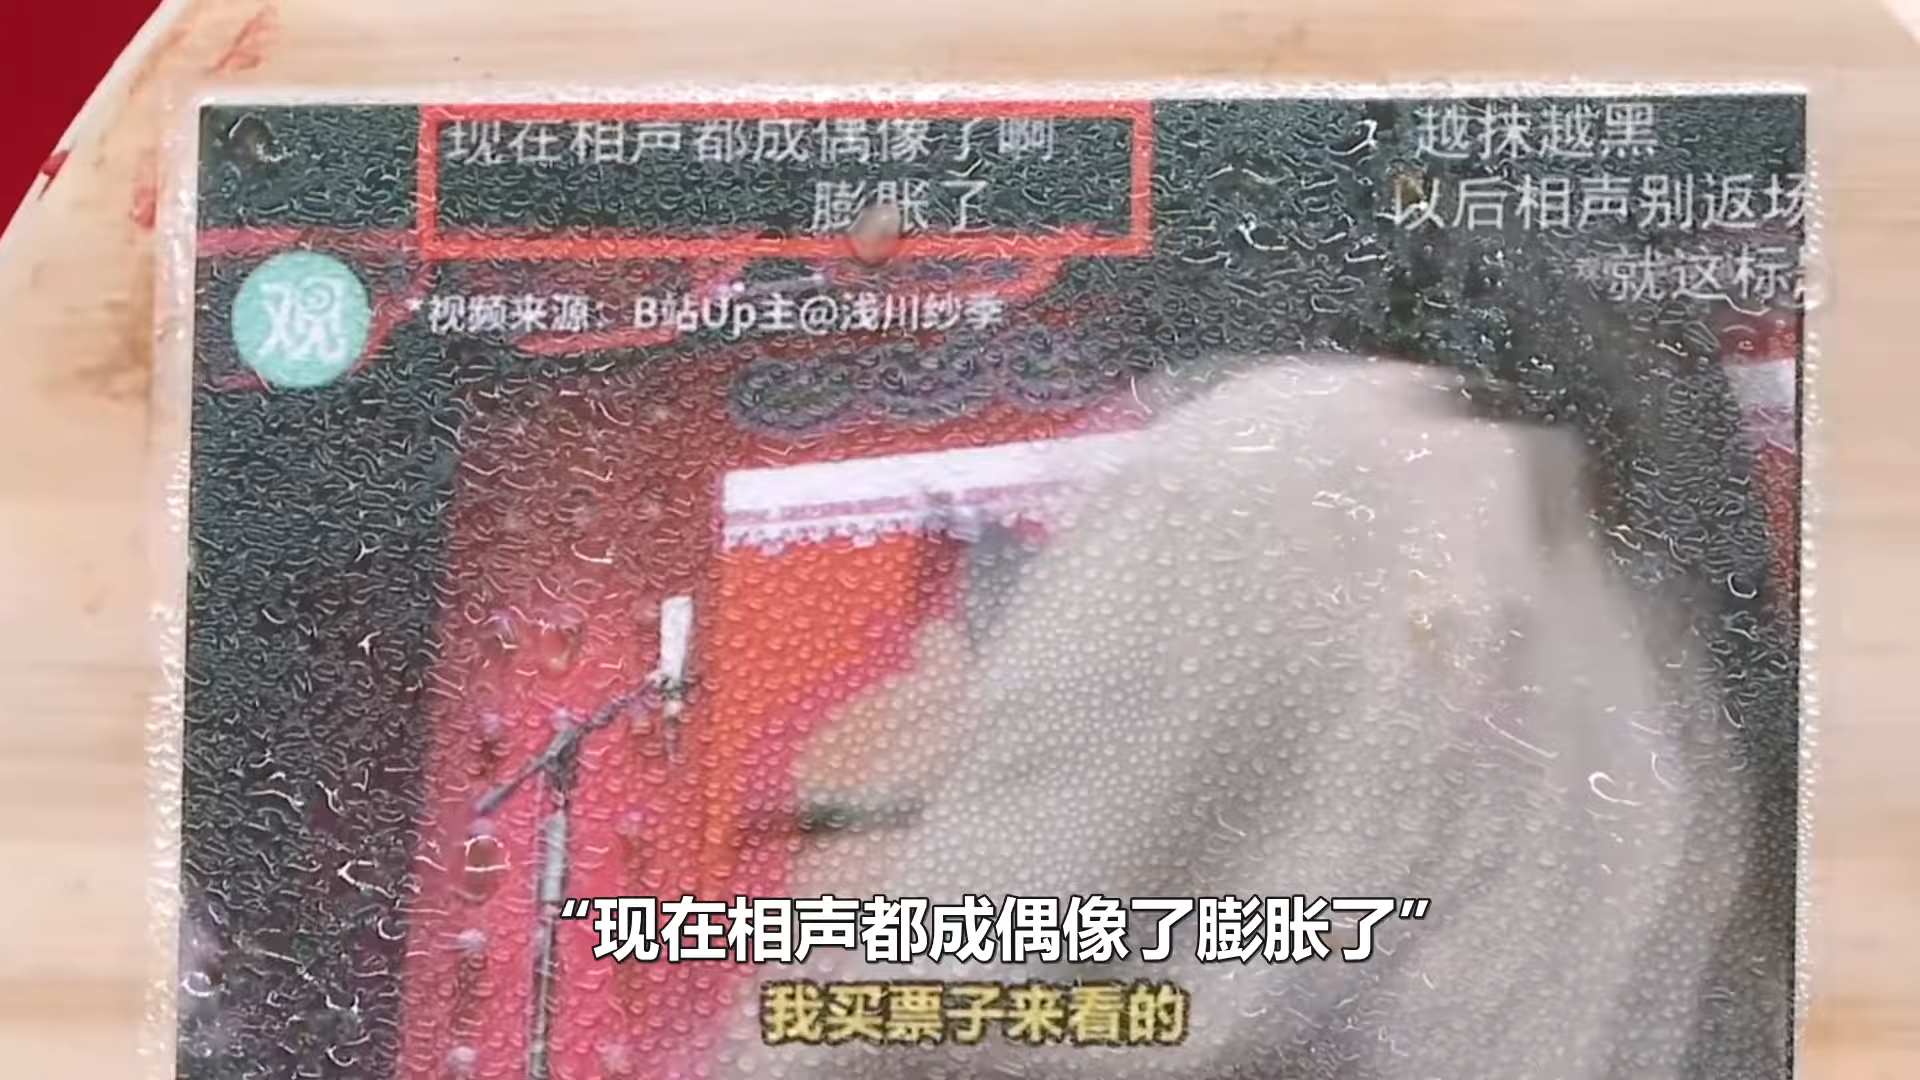 现在相声都成偶像了啊
膨胀了
越抹越黑
以后相声别返场
就这标
观
*视频来源：B站Up主@浅川纱季
“现在相声都成偶像了膨胀了”
我买票子来看的